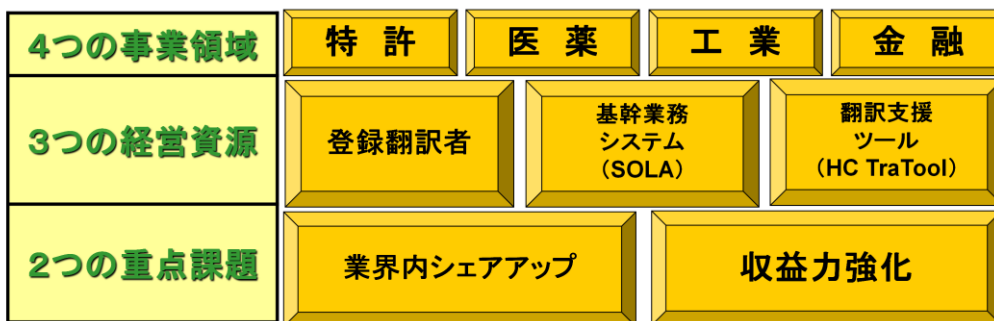 4つの事業領域
特 許
医 薬
工 業
金 融
3つの経営資源
登録翻訳者
基幹業務
システム
（SOLA）
翻訳支援
ツール
（HC TraTool）
2つの重点課題
業界内シェアアップ
収益力強化